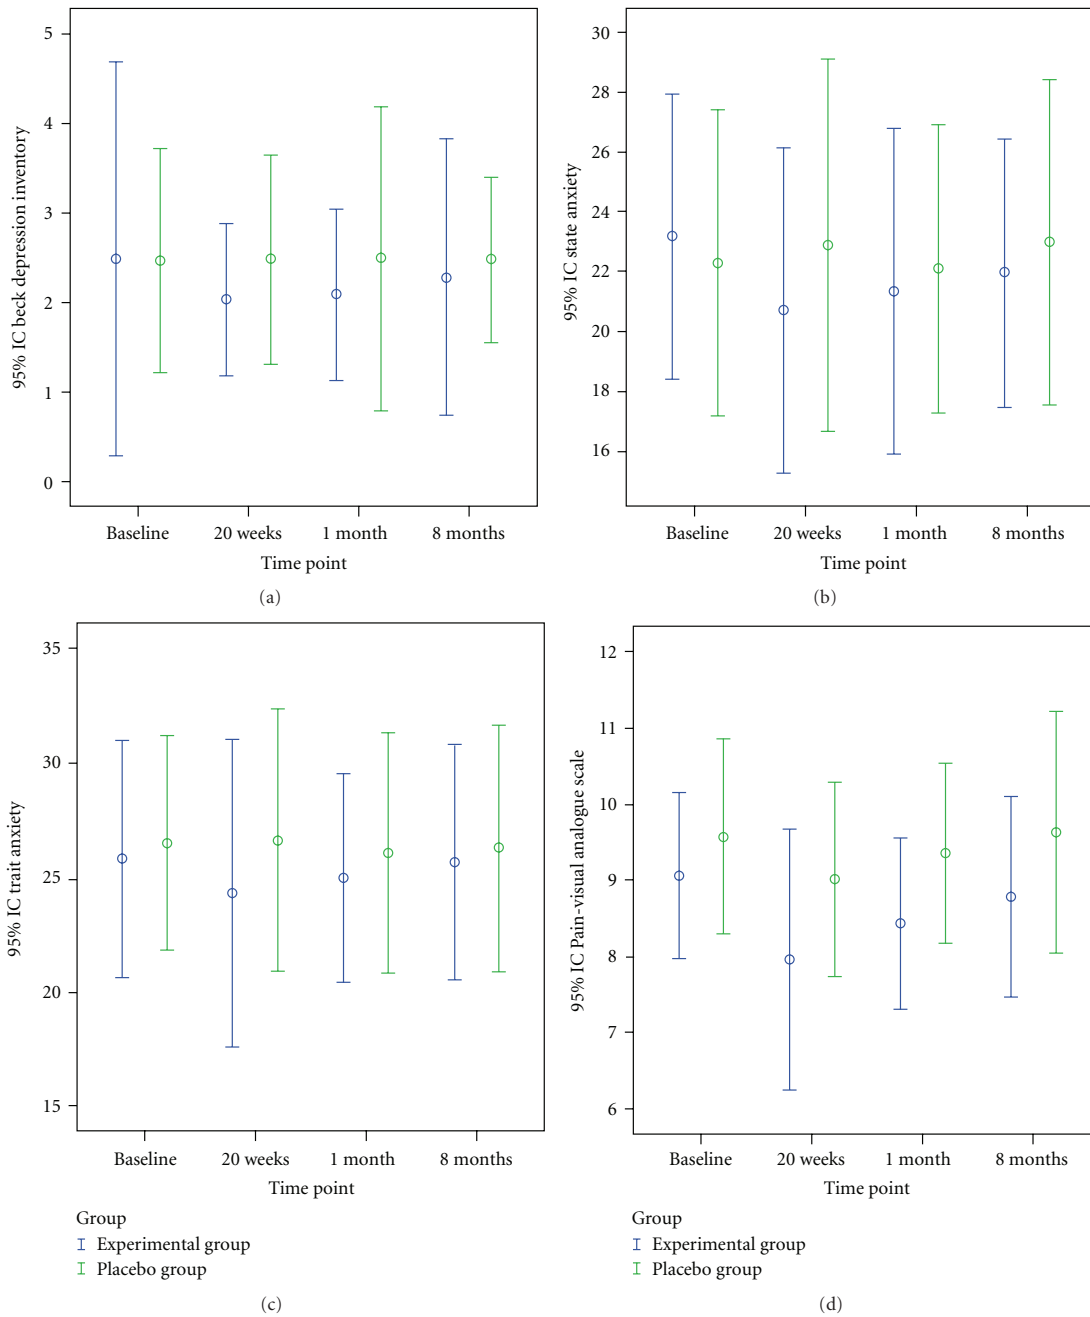 95% IC beck depression inventory
5
4
3
2
1
0
Baseline 20 weeks 1 month 8 months
Time point
(a)
95% IC state anxiety
30
28
26
24
22
20
18
16
Baseline 20 weeks 1 month 8 months
Time point
(b)
95% IC trait anxiety
35
30
25
20
15
Baseline 20 weeks 1 month 8 months
Time point
Group
Experimental group
Placebo group
(c)
95% IC Pain-visual analogue scale
12
11
10
9
8
7
6
Baseline 20 weeks 1 month 8 months
Time point
Group
Experimental group
Placebo group
(d)